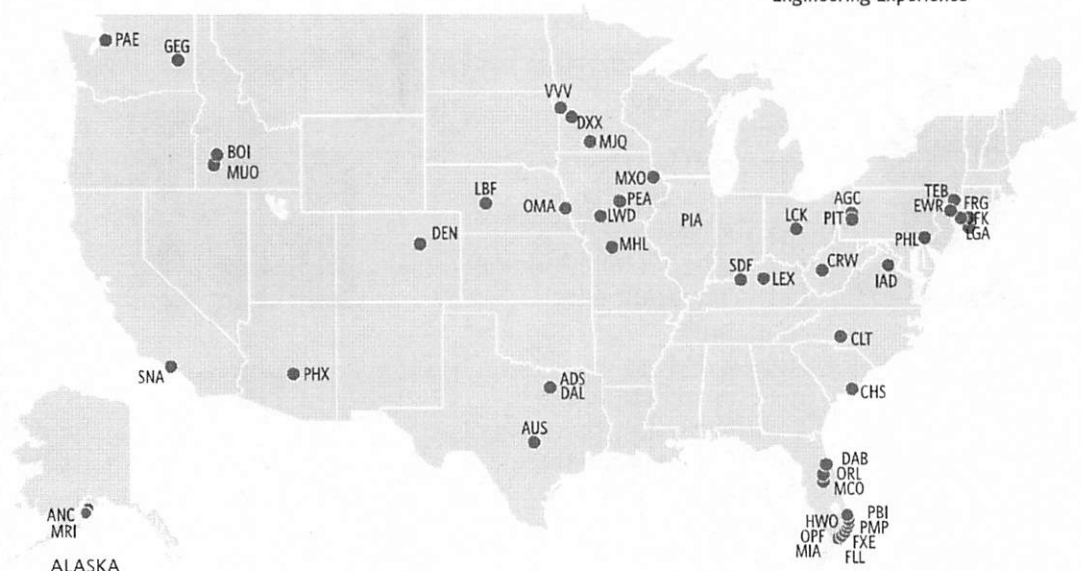 Engineering Experience
PAE
GEG
VVV
DXX
MJQ
BOI
MUO
MXO
LBF
PEA
OMA
LWD
PIA
LCK
AGC
PIT
TEB
EWR
FRG
JFK
LGA
PHL
DEN
MHL
SDF
LEX
CRW
IAD
CLT
SNA
PHX
ADS
DAL
CHS
AUS
DAB
ORL
MCO
ANC
MRI
HWO
PBI
OPF
PMP
MIA
FXE
FLL
ALASKA